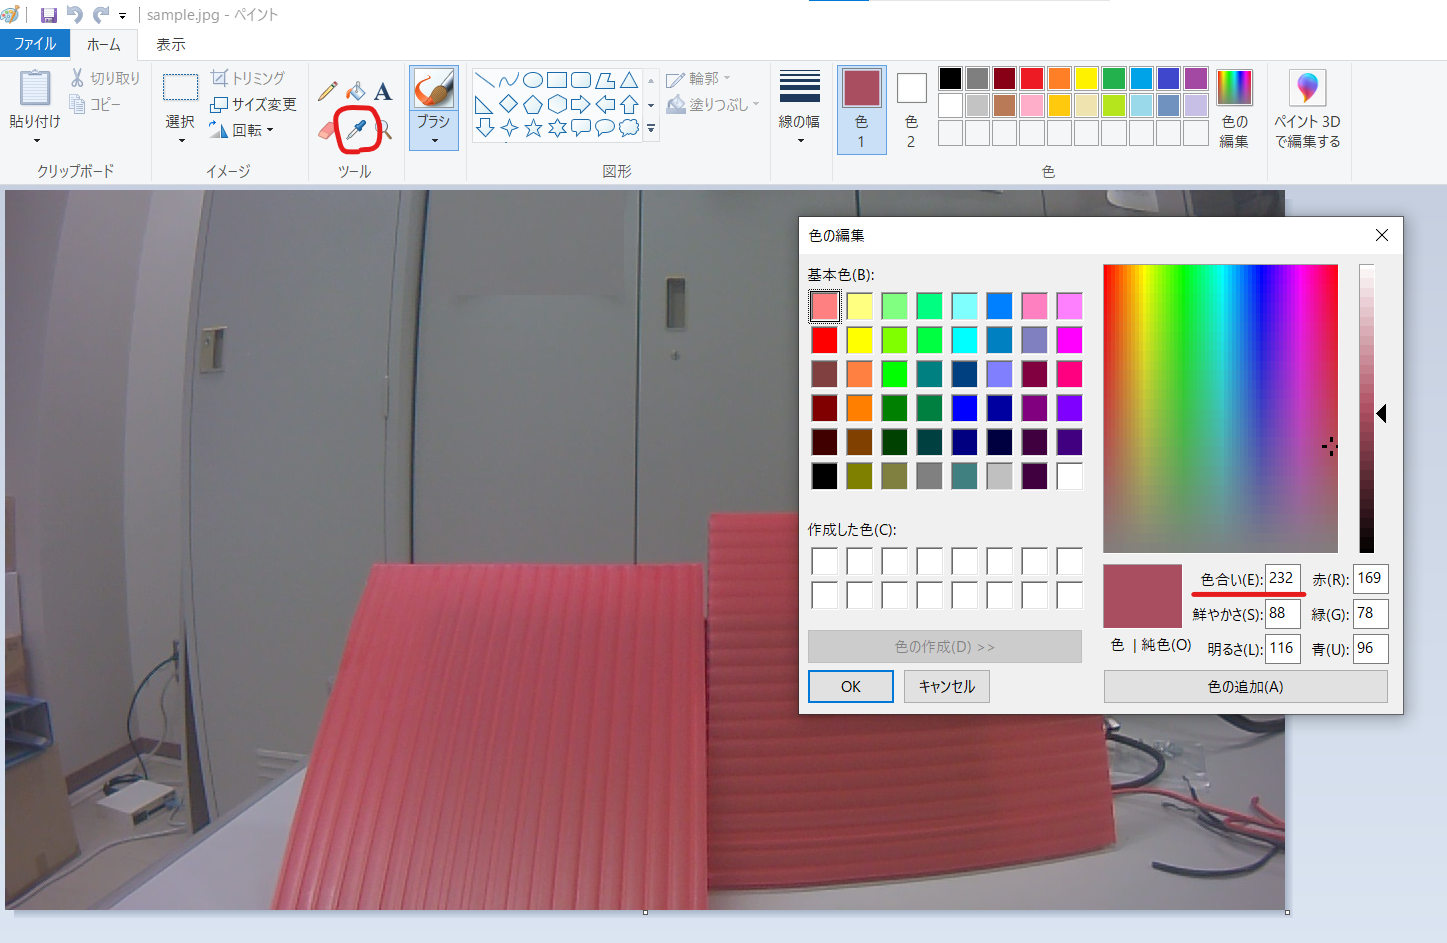 sample.jpg - ペイント
ファイル
ホーム
表示
貼り付け
切り取り
コピー
クリップボード
選択
トリミング
サイズ変更
回転
イメージ
A
ツール
ブラシ
輪郭
塗りつぶし
図形
線の幅
色
1
色
2
色の
編集
色
ペイント 3D
で編集する
色の編集
基本色(B):
作成した色(C):
色の作成(D) >>
OK
キャンセル
色合い(E): 232
赤(R): 169
鮮やかさ(S): 88
緑(G): 78
色 | 純色(O)
明るさ(L): 116
青(U): 96
色の追加(A)